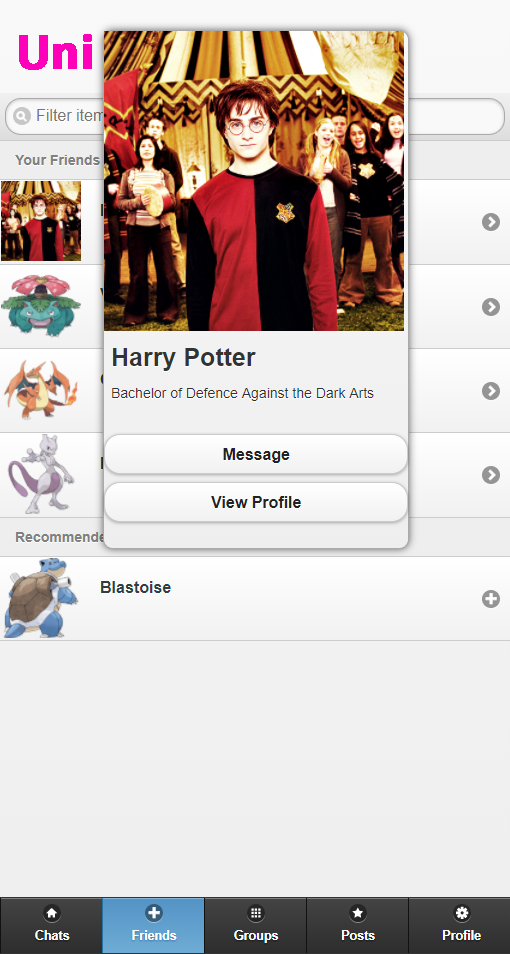 Uni
Filter item
Your Friends
Harry Potter
Bachelor of Defence Against the Dark Arts
Message
View Profile
Recommende
Blastoise
Chats
Friends
Groups
Posts
Profile